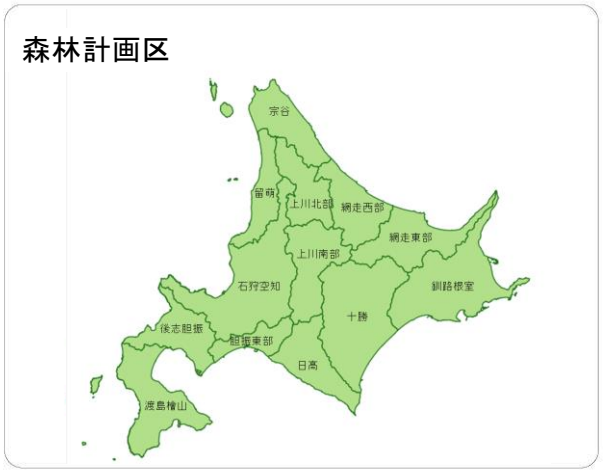 森林計画区
宗谷
留萌
上川北部
網走西部
網走東部
上川南部
石狩空知
釧路根室
十勝
後志胆振
胆振東部
日高
渡島檜山